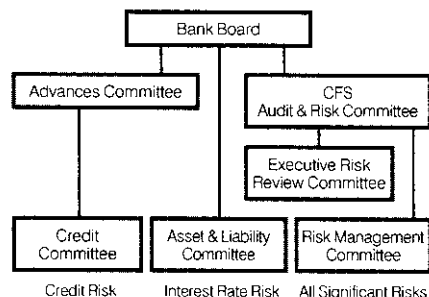 Bank Board
Advances Committee
CFS
Audit & Risk Committee
Executive Risk
Review Committee
Credit
Committee
Asset & Liability
Committee
Risk Management
Committee
Credit Risk
Interest Rate Risk
All Significant Risks